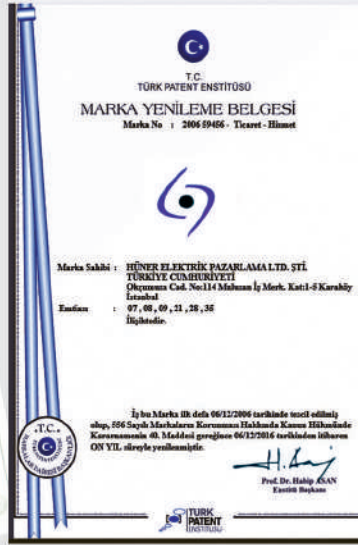 T.C.
TÜRK PATENT ENSTİTÜSÜ
MARKA YENİLEME BELGESİ
Marka No : 2006 59456 - Ticaret - Hizmet
Marka Sahibi : HÜNER ELEKTRİK PAZARLAMA LTD. ŞTİ.
TÜRKİYE CUMHURİYETİ
Okçumusa Cad. No:114 Malusan İş Merk. Kat:1-5 Karaköy
İstanbul
Emtiası : 07 , 08 , 09 , 21 , 28 , 35
İlişiktedir.
İş bu Marka ilk defa 06/12/2006 tarihinde tescil edilmiş
olup, 556 Sayılı Markaların Korunması Hakkında Kanun Hükmünde
Kararnamenin 40. Maddesi gereğince 06/12/2016 tarihinden itibaren
ON YIL süreyle yenilenmiştir.
Prof. Dr. Habip ASAN
Enstitü Başkanı
T.C.
TÜRK
PATENT
ENSTİTÜSÜ